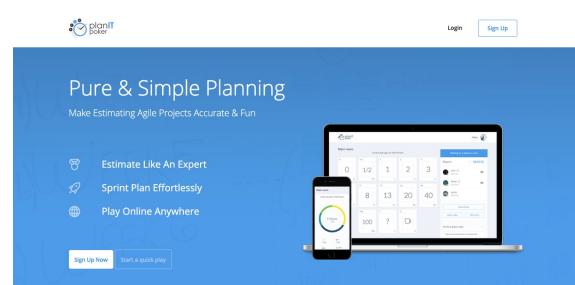 planIT
poker
Login
Sign Up
Pure & Simple Planning
Make Estimating Agile Projects Accurate & Fun
Estimate Like An Expert
Sprint Plan Effortlessly
Play Online Anywhere
Sign Up Now
Start a quick play
0
1/2
1
2
3
8
13
20
40
100
?